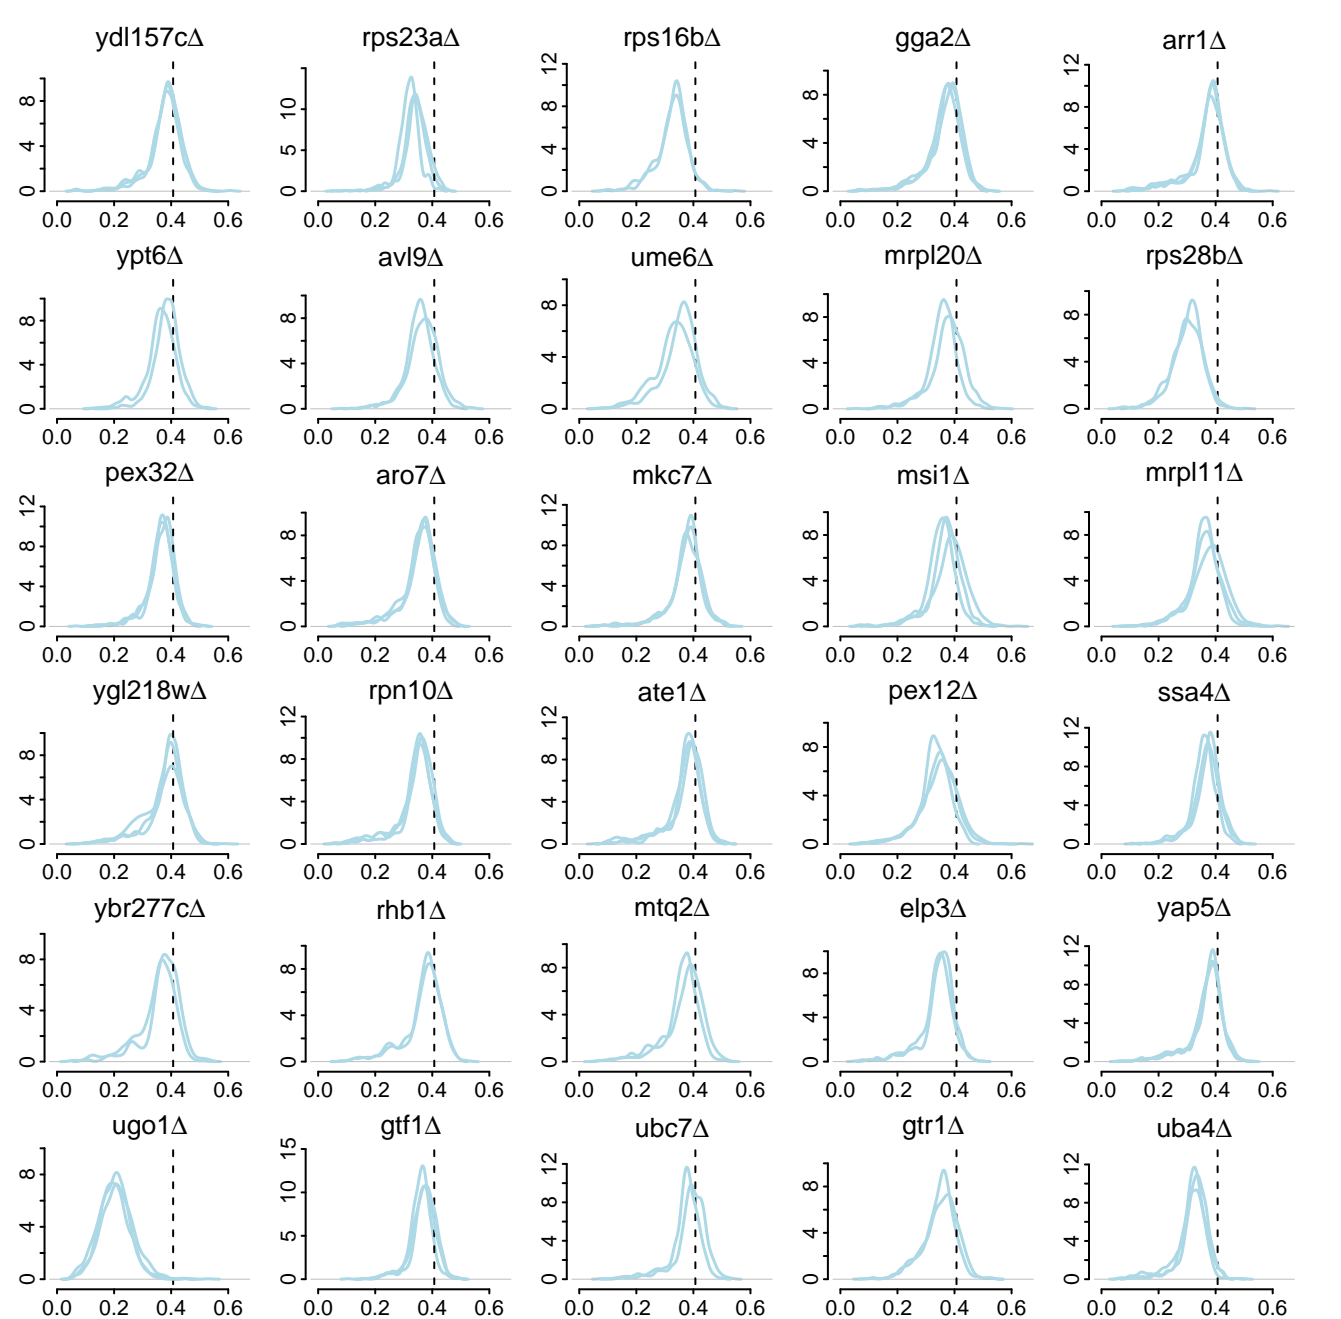 ydl157cΔ rps23aΔ rps16bΔ gga2Δ arr1Δ
0 4 8 0 5 10 0 4 8 12 0 4 8 0 4 8 12
0.0 0.2 0.4 0.6 0.0 0.2 0.4 0.6 0.0 0.2 0.4 0.6 0.0 0.2 0.4 0.6 0.0 0.2 0.4 0.6
ypt6Δ avl9Δ ume6Δ mrpl20Δ rps28bΔ
0 4 8 0 4 8 0 4 8 0 4 8 0 4 8
0.0 0.2 0.4 0.6 0.0 0.2 0.4 0.6 0.0 0.2 0.4 0.6 0.0 0.2 0.4 0.6 0.0 0.2 0.4 0.6
pex32Δ aro7Δ mkc7Δ msi1Δ mrpl11Δ
0 4 8 12 0 4 8 0 4 8 12 0 4 8 0 4 8
0.0 0.2 0.4 0.6 0.0 0.2 0.4 0.6 0.0 0.2 0.4 0.6 0.0 0.2 0.4 0.6 0.0 0.2 0.4 0.6
ygl218wΔ rpn10Δ ate1Δ pex12Δ ssa4Δ
0 4 8 0 4 8 12 0 4 8 12 0 4 8 0 4 8 12
0.0 0.2 0.4 0.6 0.0 0.2 0.4 0.6 0.0 0.2 0.4 0.6 0.0 0.2 0.4 0.6 0.0 0.2 0.4 0.6
ybr277cΔ rhb1Δ mtq2Δ elp3Δ yap5Δ
0 4 8 0 4 8 0 4 8 0 4 8 0 4 8 12
0.0 0.2 0.4 0.6 0.0 0.2 0.4 0.6 0.0 0.2 0.4 0.6 0.0 0.2 0.4 0.6 0.0 0.2 0.4 0.6
ugo1Δ gtf1Δ ubc7Δ gtr1Δ uba4Δ
0 4 8 0 5 10 15 0 4 8 12 0 4 8 0 4 8 12
0.0 0.2 0.4 0.6 0.0 0.2 0.4 0.6 0.0 0.2 0.4 0.6 0.0 0.2 0.4 0.6 0.0 0.2 0.4 0.6